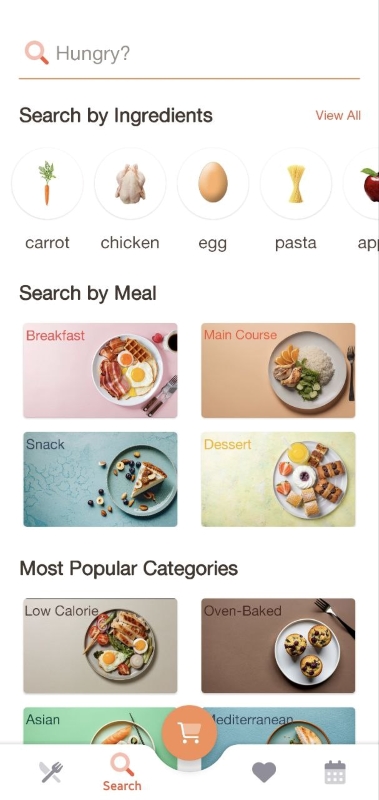 Hungry?
Search by Ingredients View All
carrot chicken egg pasta app
Search by Meal
Breakfast Main Course
Snack Dessert
Most Popular Categories
Low Calorie Oven-Baked
Asian Mediterranean
Search